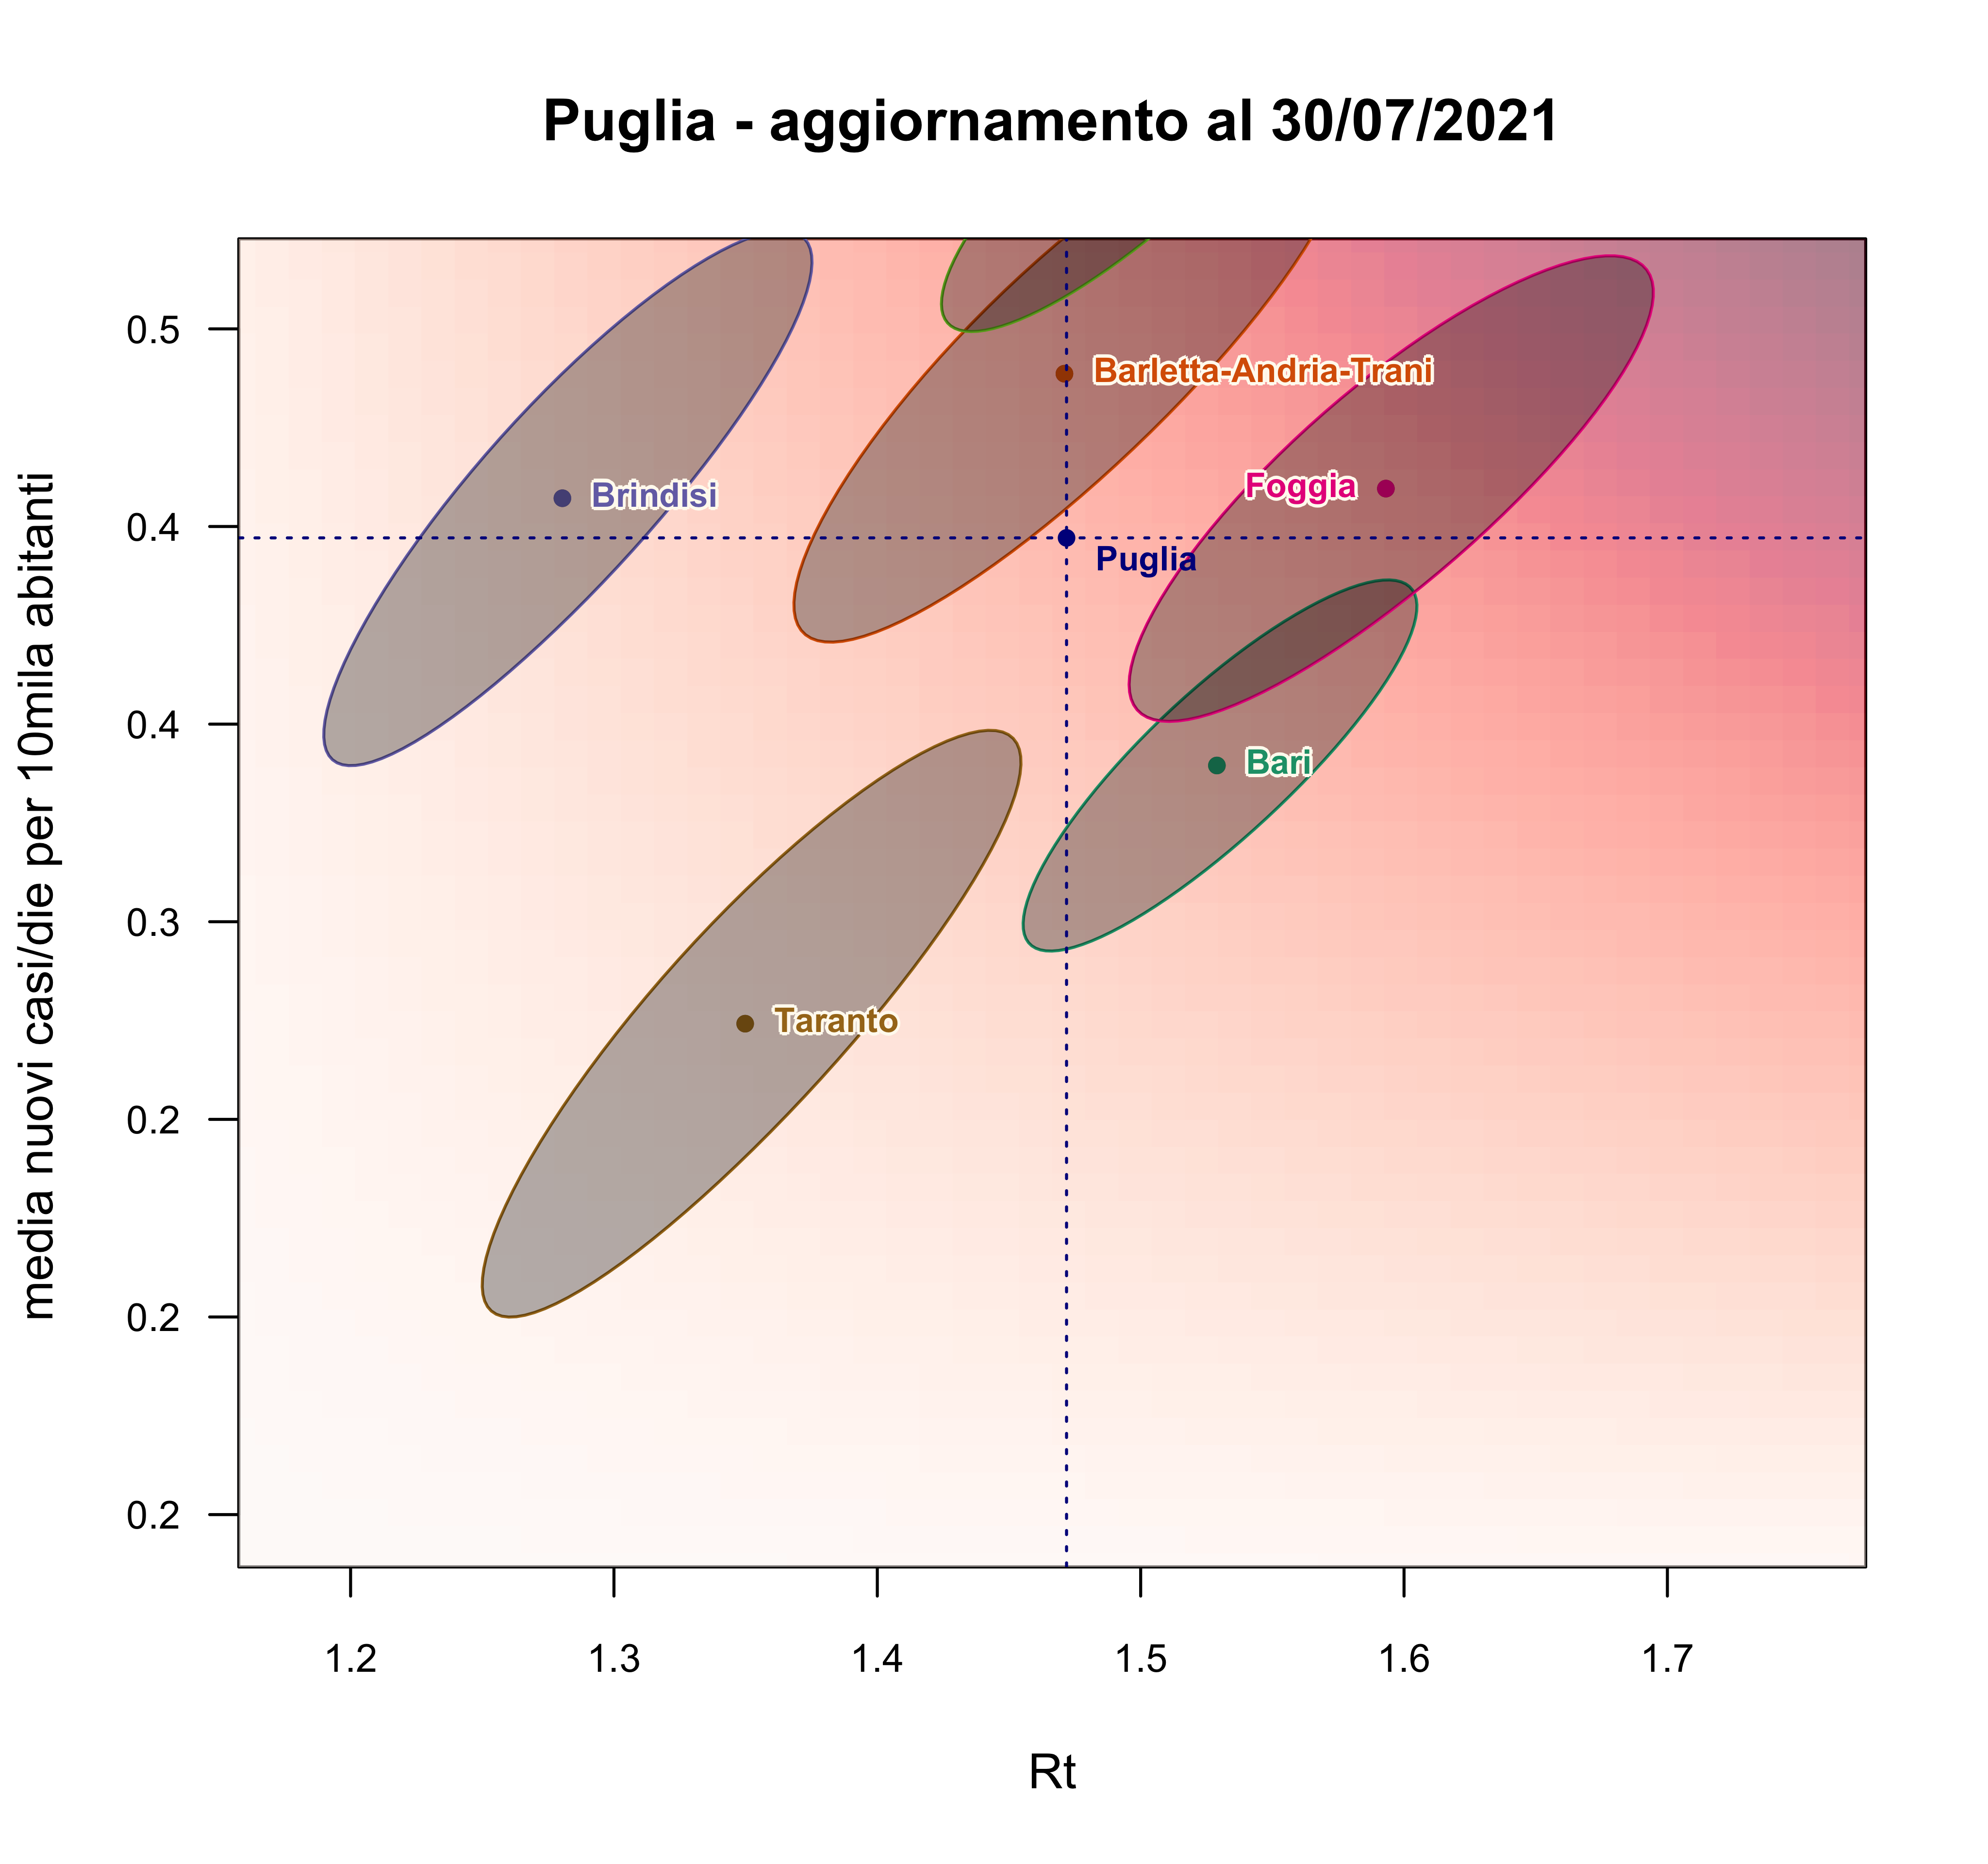 Puglia - aggiornamento al 30/07/2021
media nuovi casi/die per 10mila abitanti
0.5
0.4
0.4
0.3
0.2
0.2
0.2
Barletta-Andria-Trani
Foggia
Brindisi
Puglia
Bari
Taranto
1.2 1.3 1.4 1.5 1.6 1.7
Rt